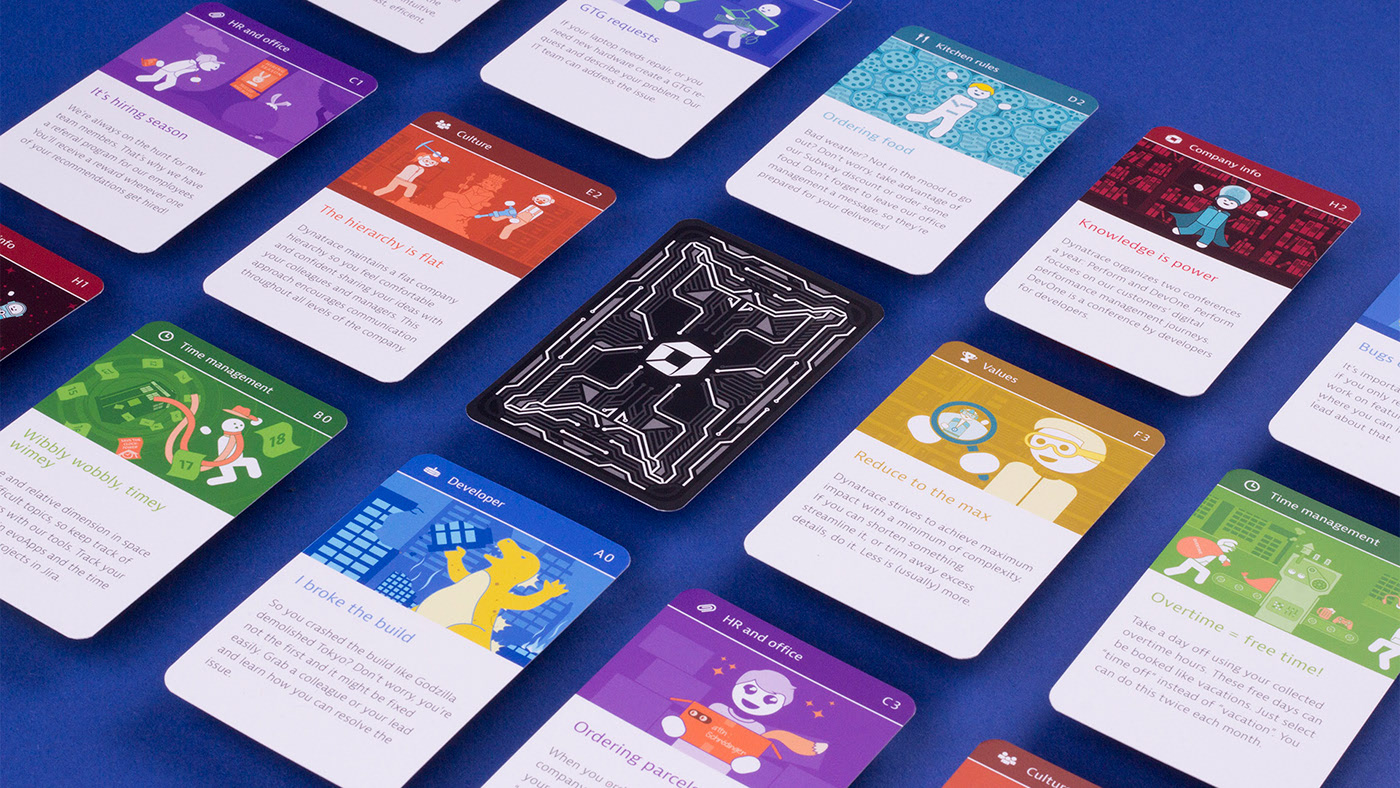 ntuitive.
st, efficient.
HR and office
C1
It's hiring season
We're always on the hunt for new
team members. That's why we have
a referral program for our employees.
You'll receive a reward whenever one
of your recommendations get hired!
GTG requests
If your laptop needs repair or you
need new hardware create a GTG re-
quest and describe your problem. Our
IT team can address the issue.
Kitchen rules
D2
Ordering food
Bad weather? Not in the mood to go
out? Don't worry, take advantage of
our Subway discount or order some
food. Don't forget to leave our office
management a message, so they're
prepared for your deliveries!
Culture
E2
The hierarchy is flat
Dynatrace maintains a flat company
hierarchy so you feel comfortable
and confident sharing your ideas with
your colleagues and managers. This
approach encourages communication
throughout all levels of the company.
Company info
H2
Knowledge is power
Dynatrace organizes two conferences
a year: Perform and DevOne. Perform
focuses on our customers' digital
performance management journeys.
DevOne is a conference by developers
for developers.
info
H1
Time management
B0
15
17
18
Wibbly wobbly, timey
wimey
e and relative dimension in space
fficult topics, so keep track of
s with our tools. Track your
n evoApps and the time
rojects in Jira.
Values
F3
Reduce to the max
Dynatrace strives to achieve maximum
impact with a minimum of complexity.
If you can shorten something,
streamline it, or trim away excess
details, do it. Less is (usually) more.
Bugs
It's importa
if you only
work on featu
where you can
lead about that
Developer
A0
I broke the build
So you crashed the build like Godzilla
demolished Tokyo? Don't worry, you're
not the first and it might be fixed
easily. Grab a colleague or your lead
and learn how you can resolve the
issue.
Time management
Overtime = free time!
Take a day off using your collected
overtime hours. These free days can
be booked like vacations. Just select
"time off" instead of "vacation". You
can do this twice each month.
HR and office
C3
attn
Schrödinger
Ordering parcels
When you
company
your
Cultur